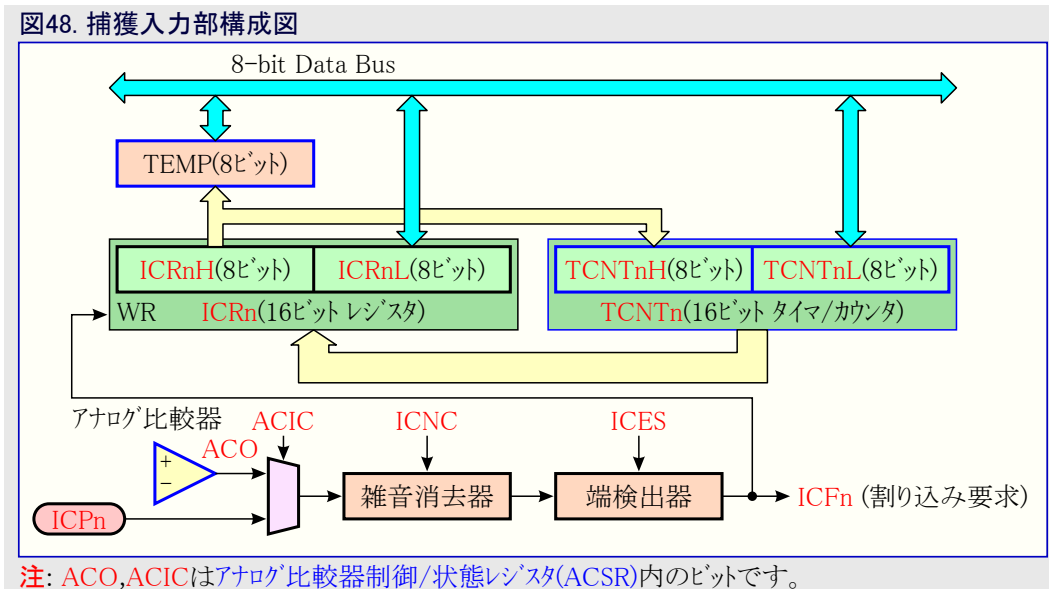 図48. 捕獲入力部構成図
8-bit Data Bus
TEMP(8ﾋﾞｯﾄ)
ICRnH(8ﾋﾞｯﾄ) ICRnL(8ﾋﾞｯﾄ) TCNTnH(8ﾋﾞｯﾄ) TCNTnL(8ﾋﾞｯﾄ)
WR ICRn(16ﾋﾞｯﾄ ﾚｼﾞｽﾀ) TCNTn(16ﾋﾞｯﾄ ﾀｲﾏ/ｶｳﾝﾀ)
ｱﾅﾛｸﾞ比較器 ACIC ICNC ICES
ACO
+
−
雑音消去器 端検出器 ICFn (割り込み要求)
ICPn
注: ACO,ACICはｱﾅﾛｸﾞ比較器制御/状態ﾚｼﾞｽﾀ(ACSR)内のﾋﾞｯﾄです。